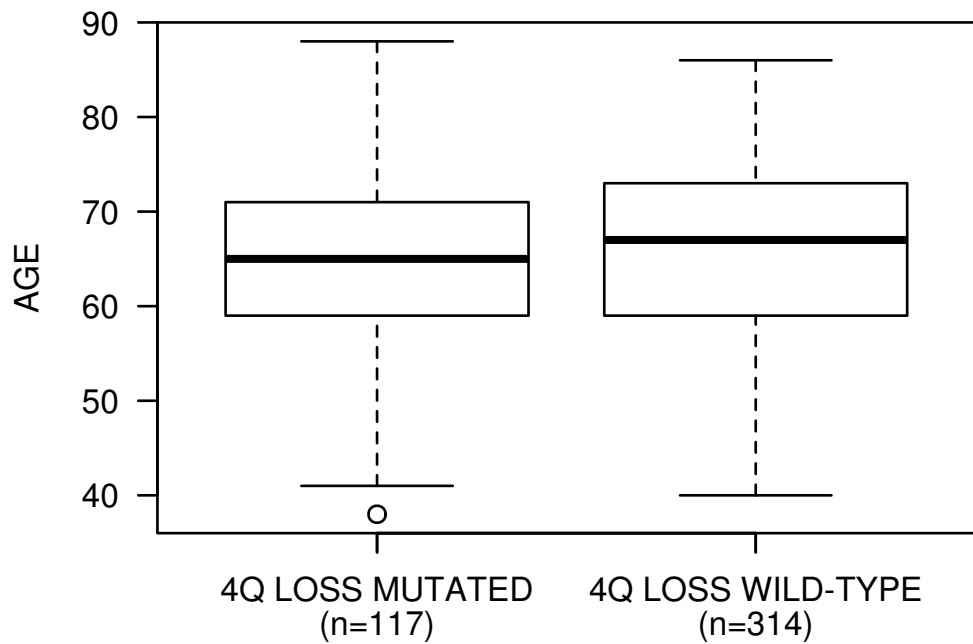 90
80
70
60
50
40
AGE
4Q LOSS MUTATED
(n=117)
4Q LOSS WILD-TYPE
(n=314)